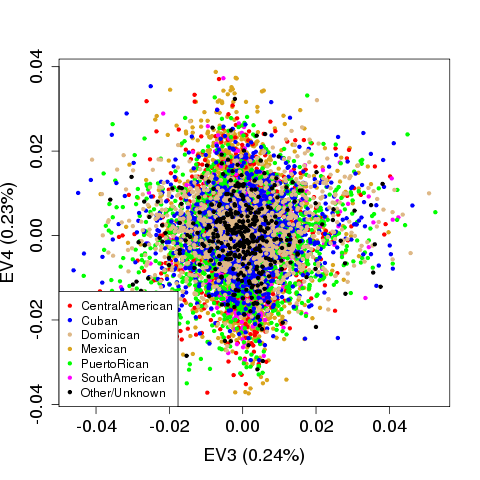 0.04
0.02
0.00
-0.02
-0.04
EV4 (0.23%)
CentralAmerican
Cuban
Dominican
Mexican
PuertoRican
SouthAmerican
Other/Unknown
-0.04 -0.02 0.00 0.02 0.04
EV3 (0.24%)